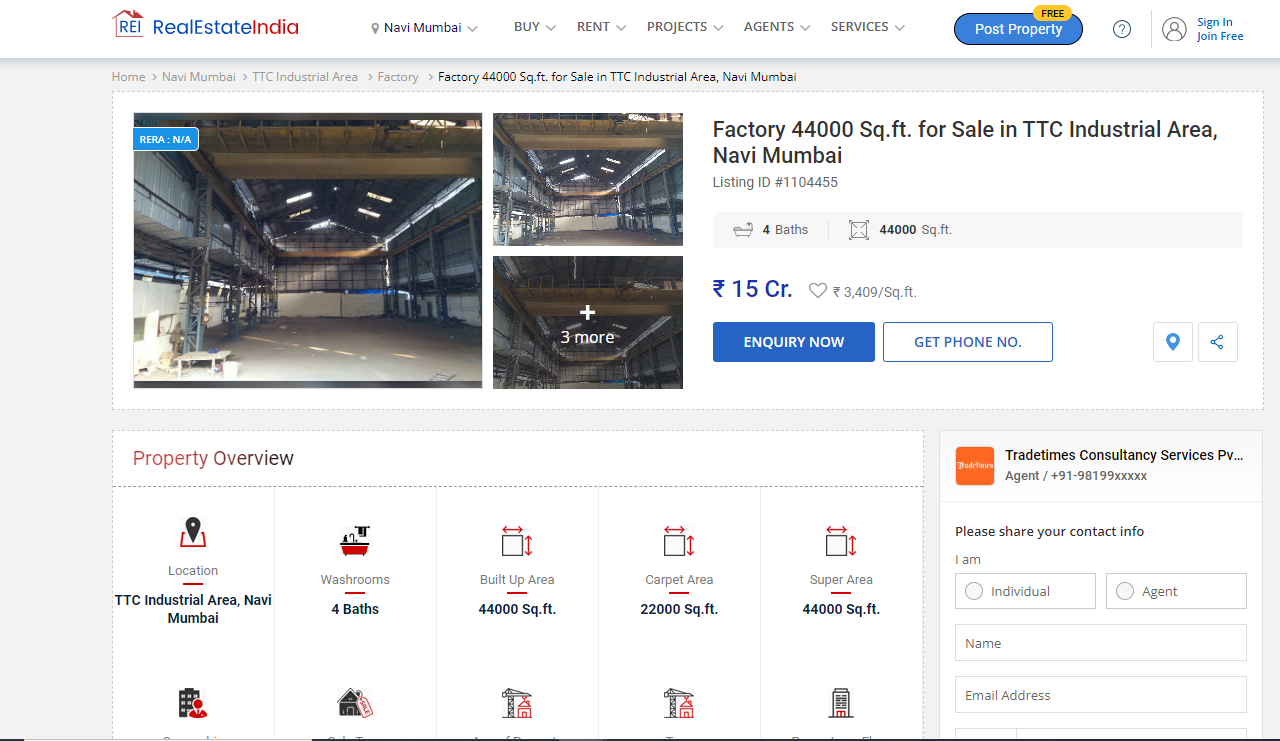 REI RealEstateIndia
Navi Mumbai
BUY RENT PROJECTS AGENTS SERVICES
FREE
Post Property
?
Sign In
Join Free
Home > Navi Mumbai > TTC Industrial Area > Factory > Factory 44000 Sq.ft. for Sale in TTC Industrial Area, Navi Mumbai
RERA : N/A
+
3 more
Factory 44000 Sq.ft. for Sale in TTC Industrial Area,
Navi Mumbai
Listing ID #1104455
4 Baths 44000 Sq.ft.
₹ 15 Cr. ₹ 3,409/Sq.ft.
ENQUIRY NOW GET PHONE NO.
Property Overview
Location
TTC Industrial Area, Navi
Mumbai
Washrooms
4 Baths
Built Up Area
44000 Sq.ft.
Carpet Area
22000 Sq.ft.
Super Area
44000 Sq.ft.
SALE
Tradetimes
Tradetimes Consultancy Services Pv...
Agent / +91-98199xxxxx
Please share your contact info
I am
Individual Agent
Name
Email Address